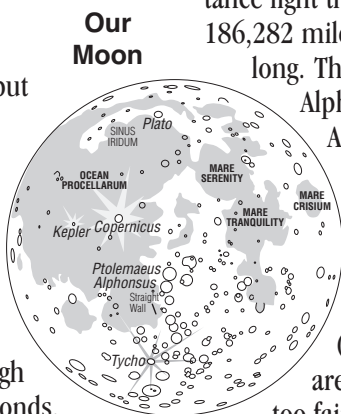 Our
Moon
tance light
186,282 mile
long. Th
Alph
A
out
Plato
SINUS
IRIDUM
OCEAN
PROCELLARUM
MARE
SERENITY
MARE
CRISIUM
MARE
TRANQUILITY
Kepler
Copernicus
Ptolemaeus
Alphonsus
Straight
Wall
Tycho
gh
onds
are
too fai